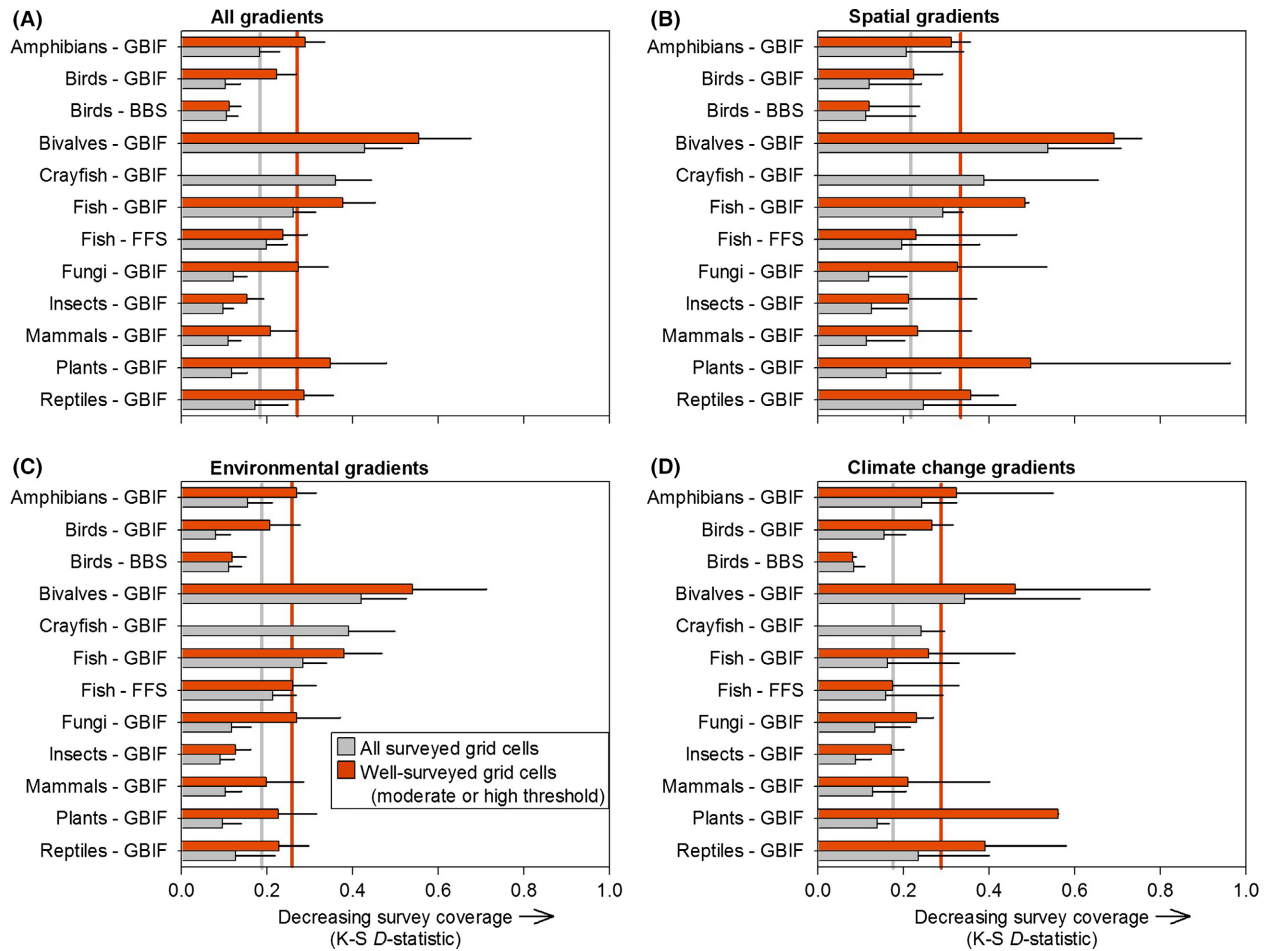 (A)
All gradients
Amphibians - GBIF
Birds - GBIF
Birds - BBS
Bivalves - GBIF
Crayfish - GBIF
Fish - GBIF
Fish - FFS
Fungi - GBIF
Insects - GBIF
Mammals - GBIF
Plants - GBIF
Reptiles - GBIF
(B)
Spatial gradients
Amphibians - GBIF
Birds - GBIF
Birds - BBS
Bivalves - GBIF
Crayfish - GBIF
Fish - GBIF
Fish - FFS
Fungi - GBIF
Insects - GBIF
Mammals - GBIF
Plants - GBIF
Reptiles - GBIF
(C)
Environmental gradients
Amphibians - GBIF
Birds - GBIF
Birds - BBS
Bivalves - GBIF
Crayfish - GBIF
Fish - GBIF
Fish - FFS
Fungi - GBIF
Insects - GBIF
Mammals - GBIF
Plants - GBIF
Reptiles - GBIF
All surveyed grid cells
Well-surveyed grid cells
(moderate or high threshold)
0.0 0.2 0.4 0.6 0.8 1.0
Decreasing survey coverage
(K-S D-statistic)
(D)
Climate change gradients
Amphibians - GBIF
Birds - GBIF
Birds - BBS
Bivalves - GBIF
Crayfish - GBIF
Fish - GBIF
Fish - FFS
Fungi - GBIF
Insects - GBIF
Mammals - GBIF
Plants - GBIF
Reptiles - GBIF
0.0 0.2 0.4 0.6 0.8 1.0
Decreasing survey coverage
(K-S D-statistic)